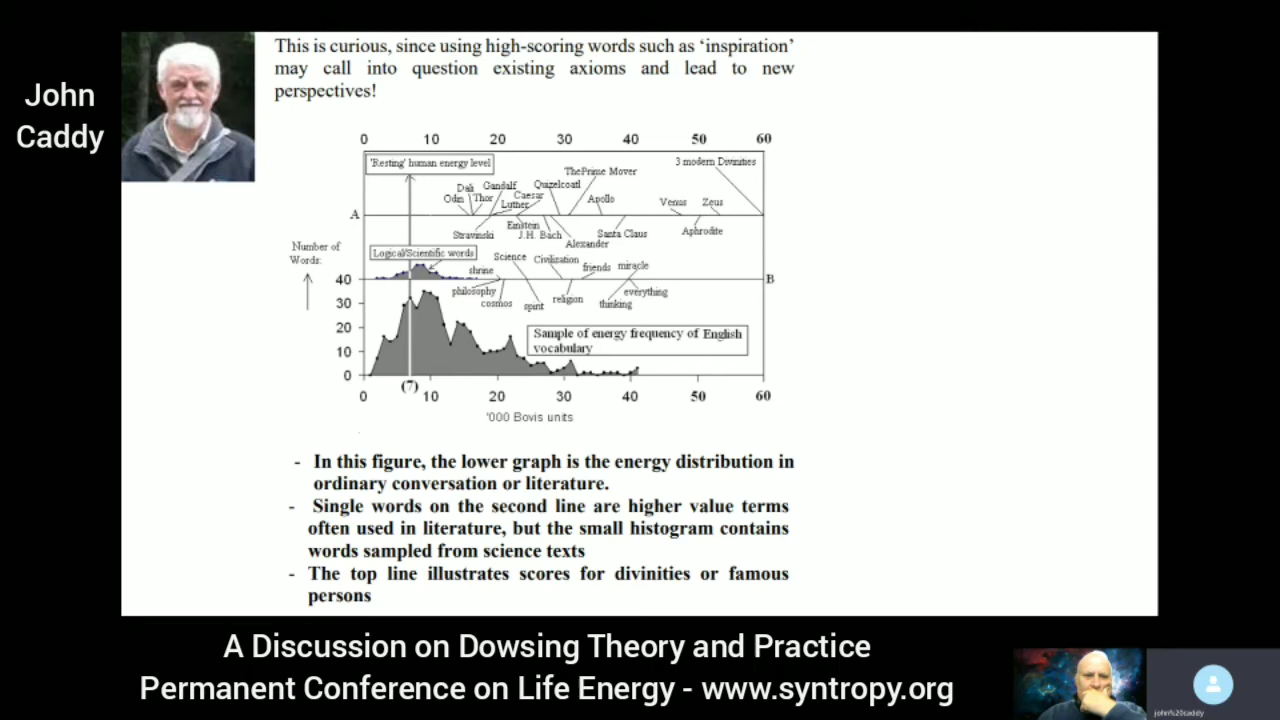 John
Caddy
This is curious, since using high-scoring words such as ‘inspiration’
may call into question existing axioms and lead to new
perspectives!
0 10 20 30 40 50 60
'Resting' human energy level
3 modern Divinities
The Prime Mover
Dali Gandalf Quizelcoatl
Odin Thor Caesar Apollo Venus Zeus
Luther
A
Einstein
Stravinski J.H. Bach Santa Claus Aphrodite
Alexander
Number of
Words:
Logical/Scientific words
Science Civilization
shrine friends miracle
40 B
philosophy everything
cosmos spirit religion thinking
30
20
Sample of energy frequency of English
vocabulary
10
0
(7)
0 10 20 30 40 50 60
'000 Bovis units
- In this figure, the lower graph is the energy distribution in
ordinary conversation or literature.
- Single words on the second line are higher value terms
often used in literature, but the small histogram contains
words sampled from science texts
- The top line illustrates scores for divinities or famous
persons
A Discussion on Dowsing Theory and Practice
Permanent Conference on Life Energy - www.syntropy.org
john%20caddy